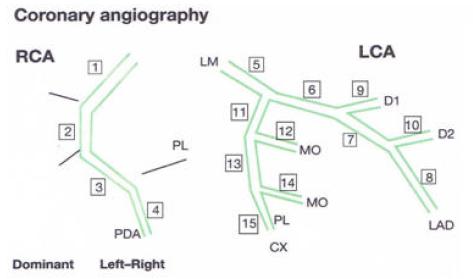 Coronary angiography
RCA
LCA
1
LM
5
6
9
D1
2
11
12
MO
7
10
D2
PL
13
3
14
MO
8
4
15
PL
LAD
PDA
CX
Dominant Left–Right